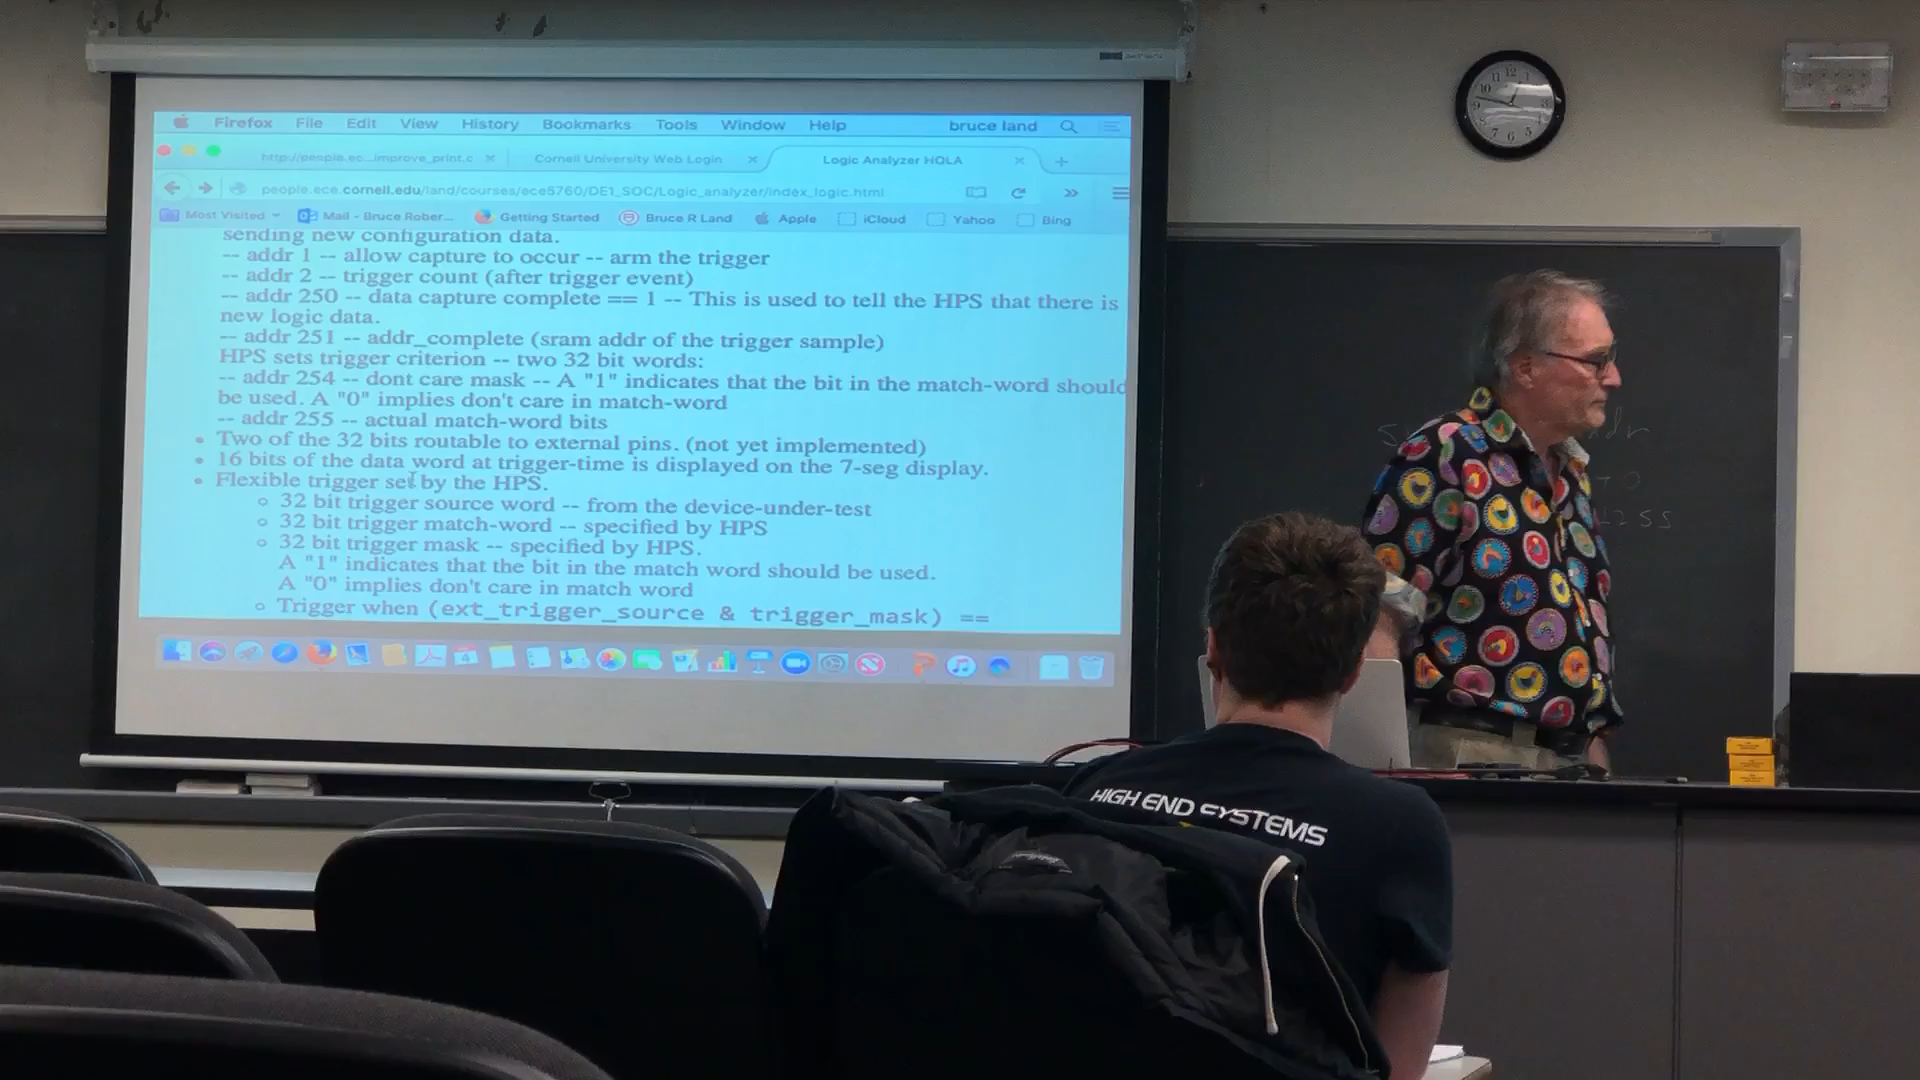 Firefox File Edit View History Bookmarks Tools Window Help bruce land
http://people.ec...improve_print.c Cornell University Web Login Logic Analyzer HOLA
people.ece.cornell.edu/land/courses/ece5760/DE1_SOC/Logic_analyzer/index_logic.html
Most Visited Mail - Bruce Rober... Getting Started Bruce R Land Apple iCloud Yahoo Bing
sending new configuration data.
-- addr 1 -- allow capture to occur -- arm the trigger
-- addr 2 -- trigger count (after trigger event)
-- addr 250 -- data capture complete == 1 -- This is used to tell the HPS that there is
new logic data.
-- addr 251 -- addr_complete (sram addr of the trigger sample)
HPS sets trigger criterion -- two 32 bit words:
-- addr 254 -- dont care mask -- A "1" indicates that the bit in the match-word should
be used. A "0" implies don't care in match-word
-- addr 255 -- actual match-word bits
• Two of the 32 bits routable to external pins. (not yet implemented)
• 16 bits of the data word at trigger-time is displayed on the 7-seg display.
• Flexible trigger set by the HPS.
○ 32 bit trigger source word -- from the device-under-test
○ 32 bit trigger match-word -- specified by HPS
○ 32 bit trigger mask -- specified by HPS.
A "1" indicates that the bit in the match word should be used.
A "0" implies don't care in match word
○ Trigger when (ext_trigger_source & trigger_mask) ==
HIGH END SYSTEMS